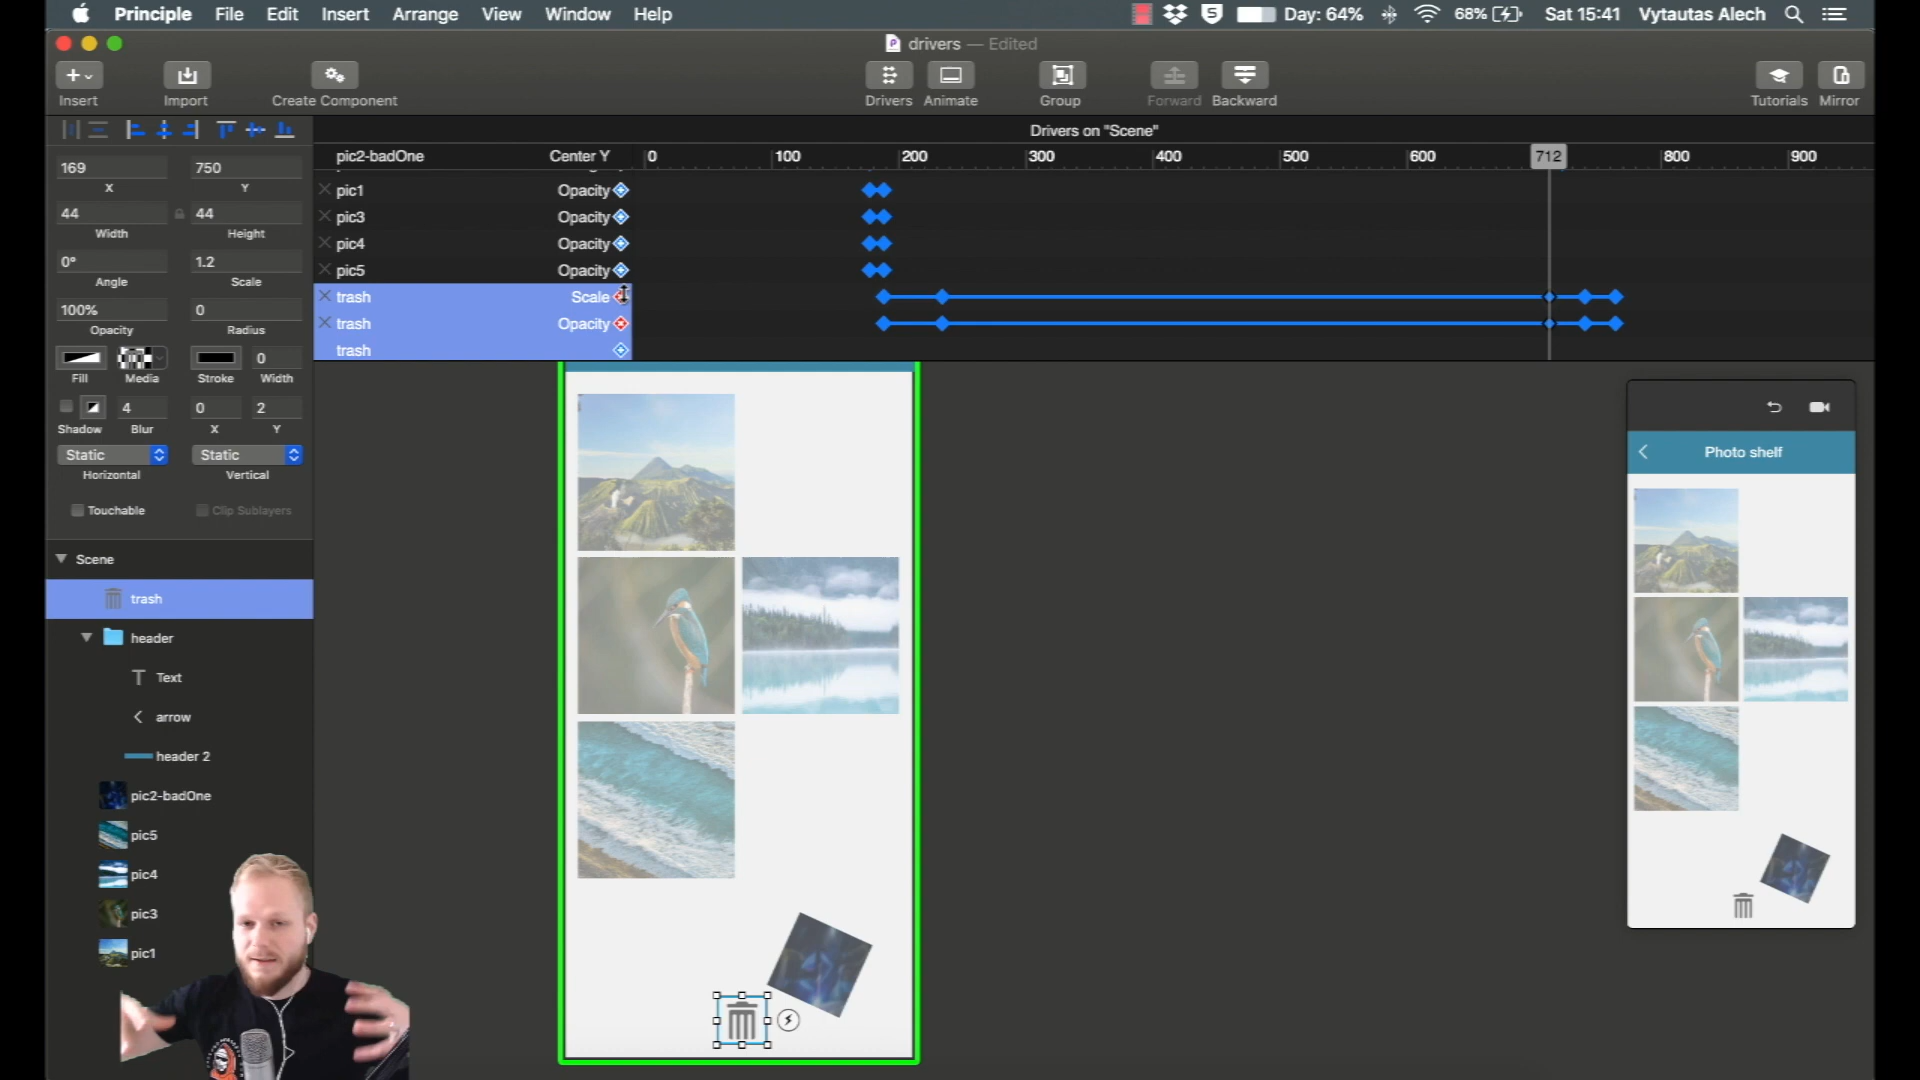 Principle File Edit Insert Arrange View Window Help S Day: 64% 68% Sat 15:41 Vytautas Alech
drivers — Edited
Insert Import Create Component Drivers Animate Group Forward Backward Tutorials Mirror
Drivers on "Scene"
pic2-badOne Center Y 0 100 200 300 400 500 600 712 800 900
169 750
X Y
44 44
Width Height
0° 1.2
Angle Scale
100% 0
Opacity Radius
Fill Media Stroke 0 Width
4 0 2
Shadow Blur X Y
Static Static
Horizontal Vertical
Touchable Clip Sublayers
pic1 Opacity
pic3 Opacity
pic4 Opacity
pic5 Opacity
trash Scale
trash Opacity
trash
Scene
trash
header
Text
arrow
header 2
pic2-badOne
pic5
pic4
pic3
pic1
Photo shelf